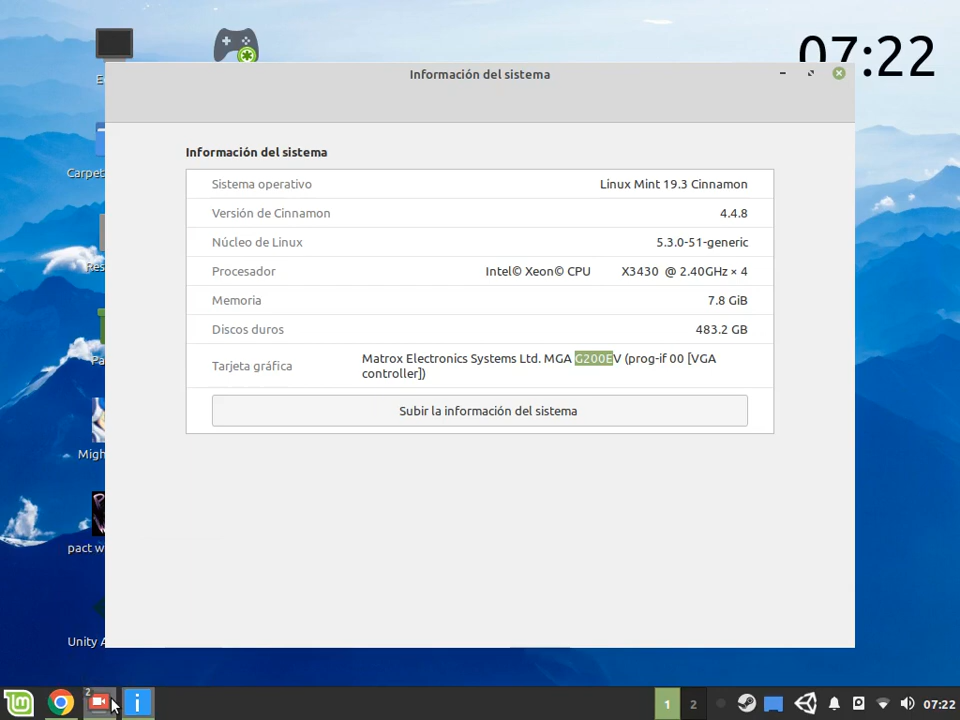 07:22
Información del sistema
Información del sistema
Sistema operativo Linux Mint 19.3 Cinnamon
Versión de Cinnamon 4.4.8
Núcleo de Linux 5.3.0-51-generic
Procesador Intel© Xeon© CPU X3430 @ 2.40GHz × 4
Memoria 7.8 GiB
Discos duros 483.2 GB
Tarjeta gráfica Matrox Electronics Systems Ltd. MGA G200EV (prog-if 00 [VGA
controller])
Subir la información del sistema
Carpet
Res
Pa
Migh
pact w
Unity A
2
1 2
07:22